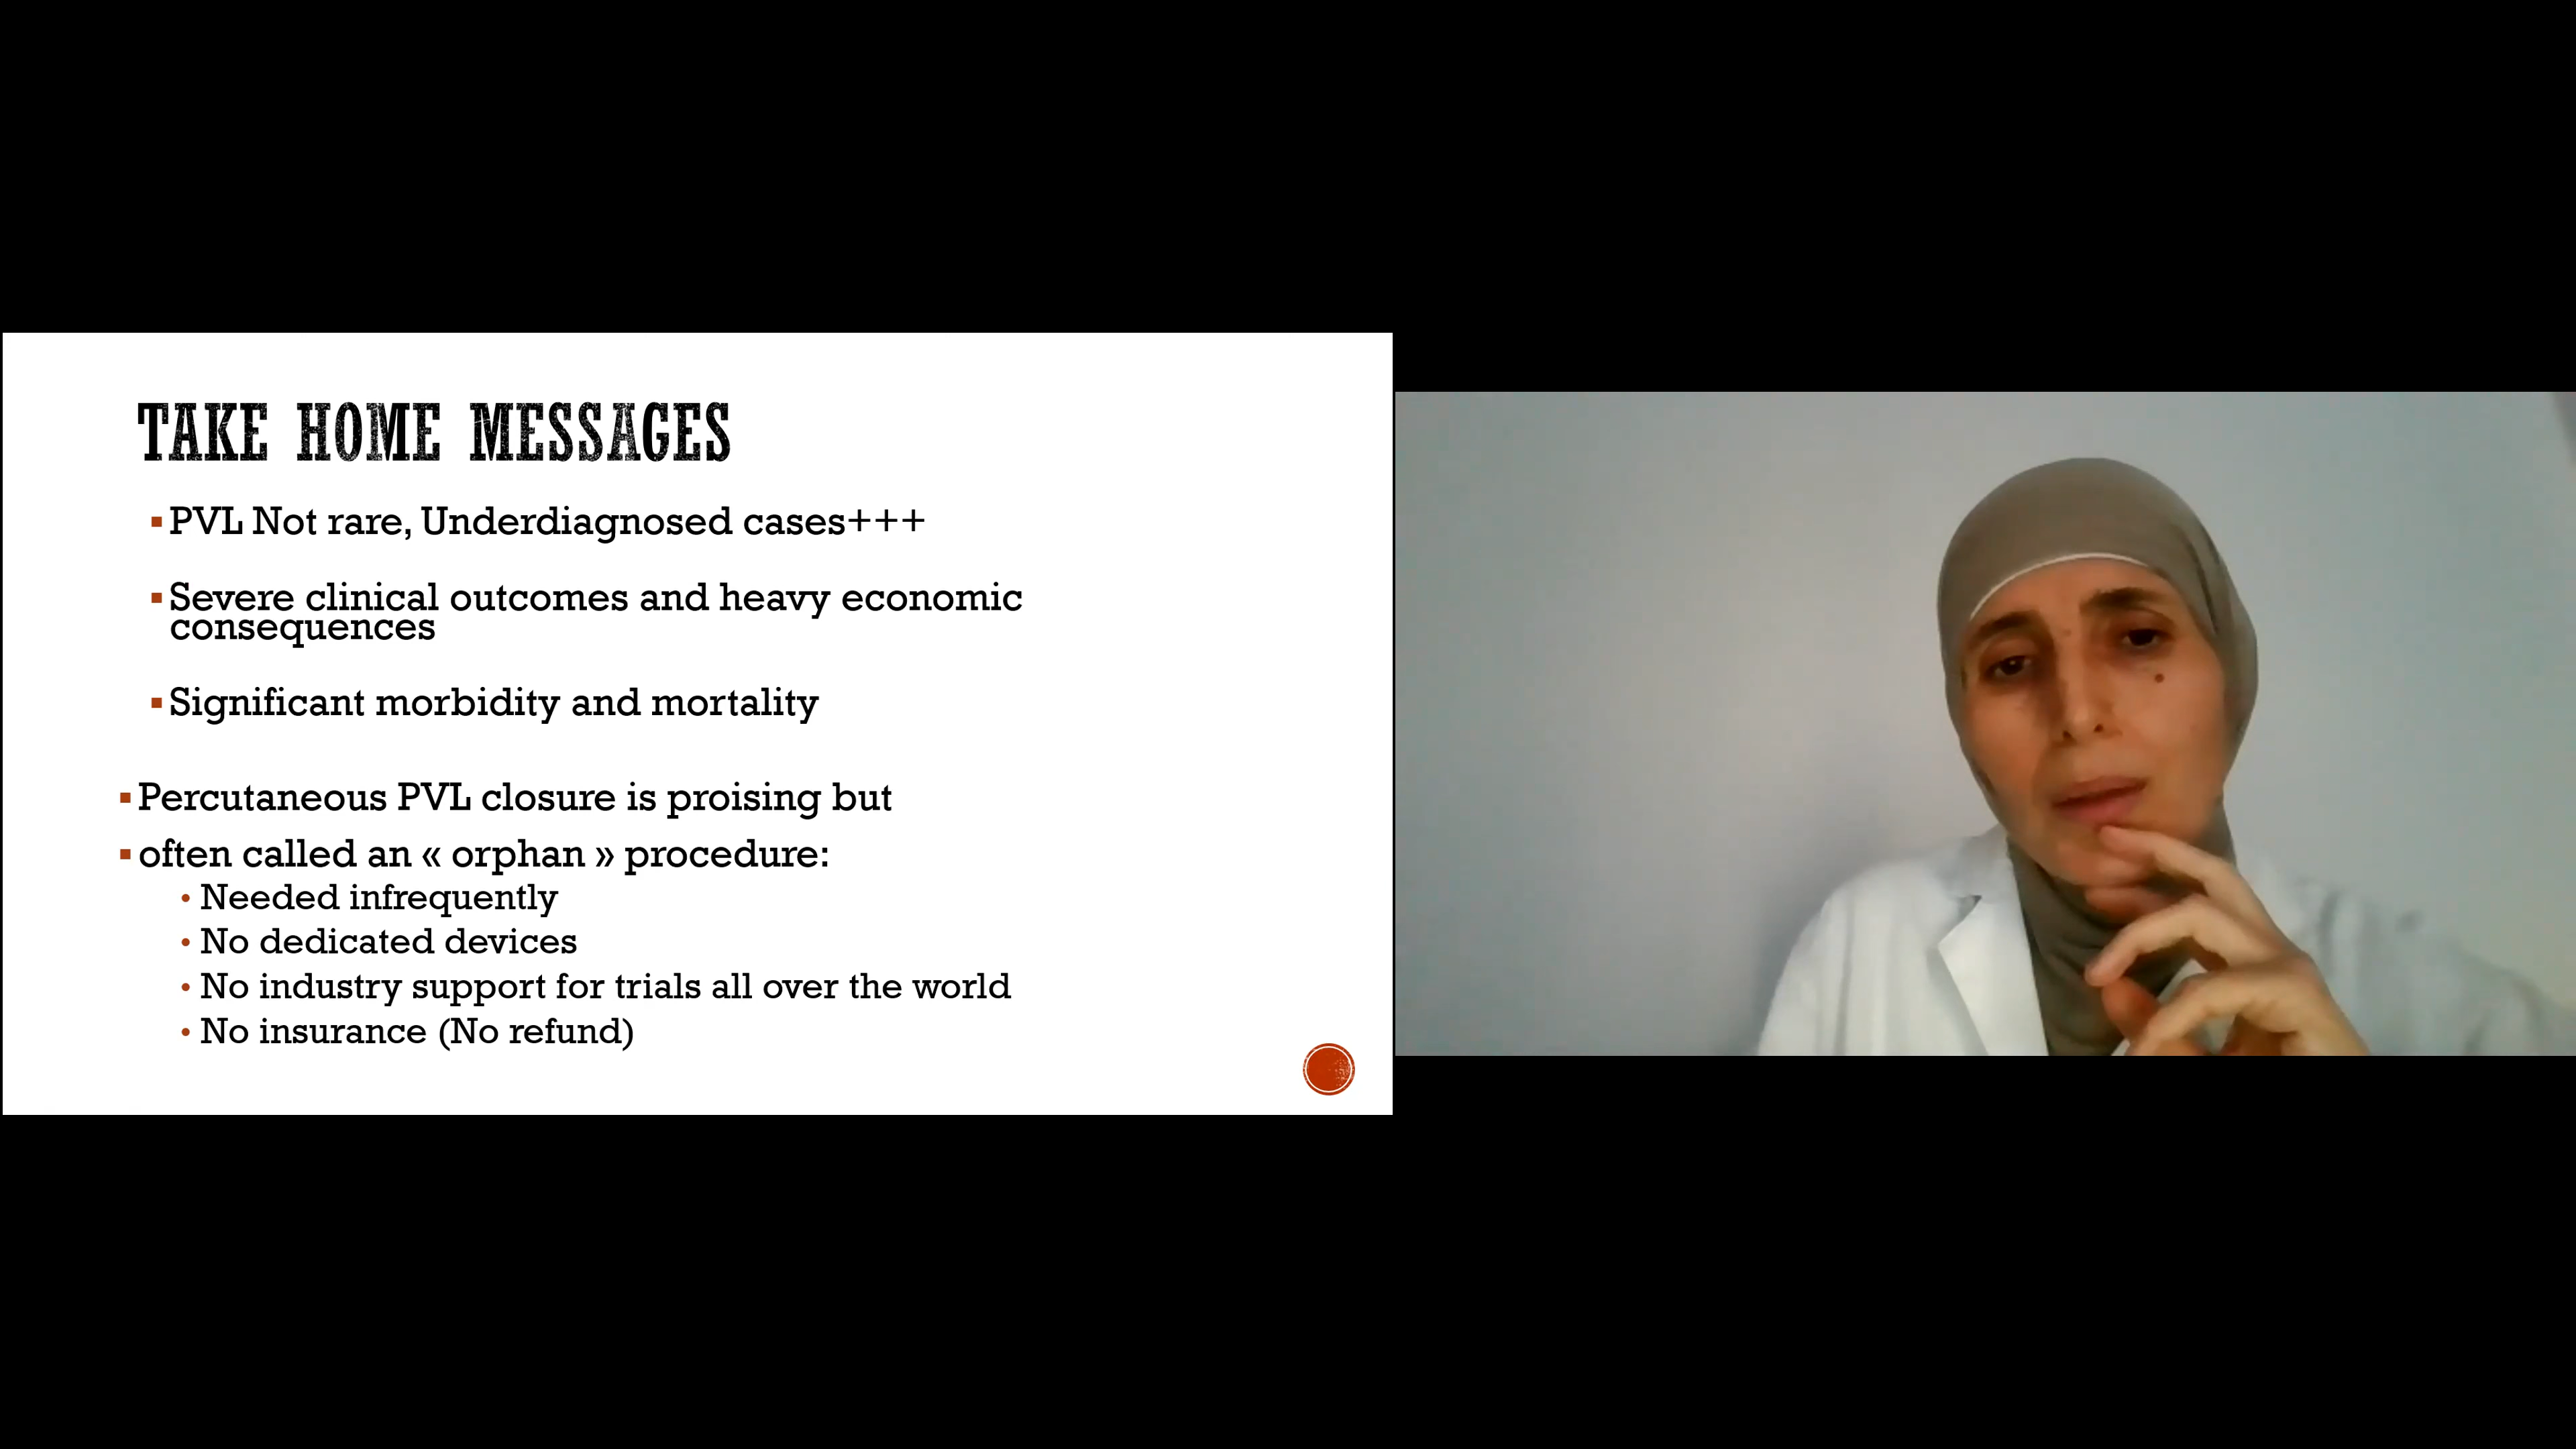 TAKE HOME MESSAGES
PVL Not rare, Underdiagnosed cases+++
Severe clinical outcomes and heavy economic
consequences
Significant morbidity and mortality
Percutaneous PVL closure is proising but
often called an « orphan » procedure:
Needed infrequently
No dedicated devices
No industry support for trials all over the world
No insurance (No refund)